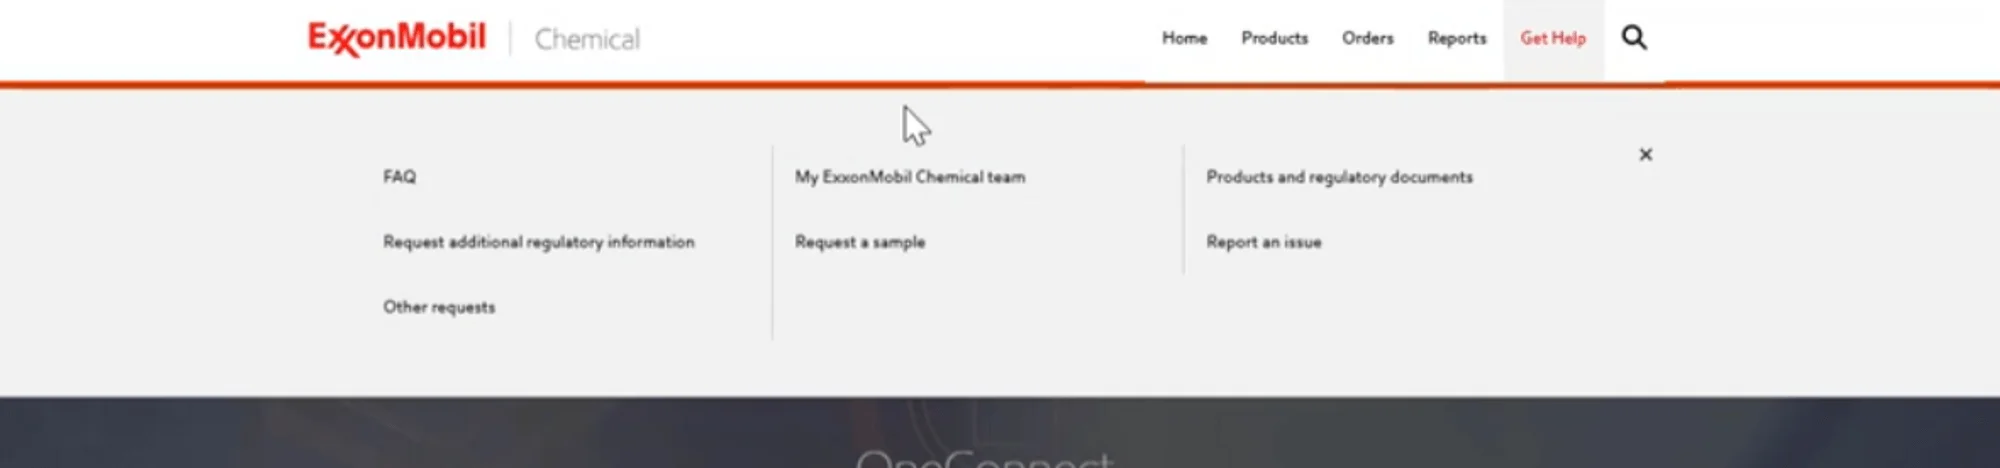 ExxonMobil | Chemical
Home Products Orders Reports Get Help
FAQ
Request additional regulatory information
Other requests
My ExxonMobil Chemical team
Request a sample
Products and regulatory documents
Report an issue
OneConnect